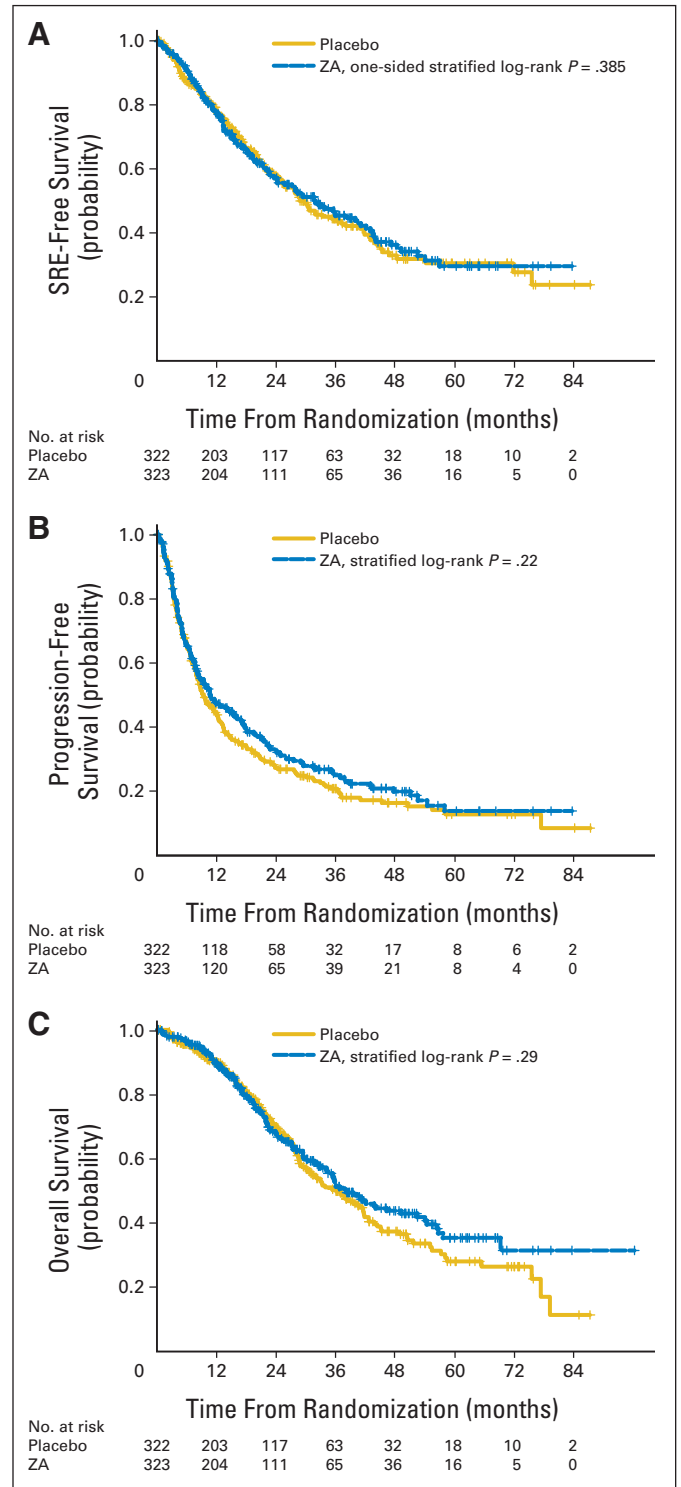 A
Placebo
ZA, one-sided stratified log-rank P = .385
SRE-Free Survival
(probability)
1.0
0.8
0.6
0.4
0.2
0 12 24 36 48 60 72 84
Time From Randomization (months)
No. at risk
Placebo 322 203 117 63 32 18 10 2
ZA 323 204 111 65 36 16 5 0
B
Placebo
ZA, stratified log-rank P = .22
Progression-Free
Survival (probability)
1.0
0.8
0.6
0.4
0.2
0 12 24 36 48 60 72 84
Time From Randomization (months)
No. at risk
Placebo 322 118 58 32 17 8 6 2
ZA 323 120 65 39 21 8 4 0
C
Placebo
ZA, stratified log-rank P = .29
Overall Survival
(probability)
1.0
0.8
0.6
0.4
0.2
0 12 24 36 48 60 72 84
Time From Randomization (months)
No. at risk
Placebo 322 203 117 63 32 18 10 2
ZA 323 204 111 65 36 16 5 0